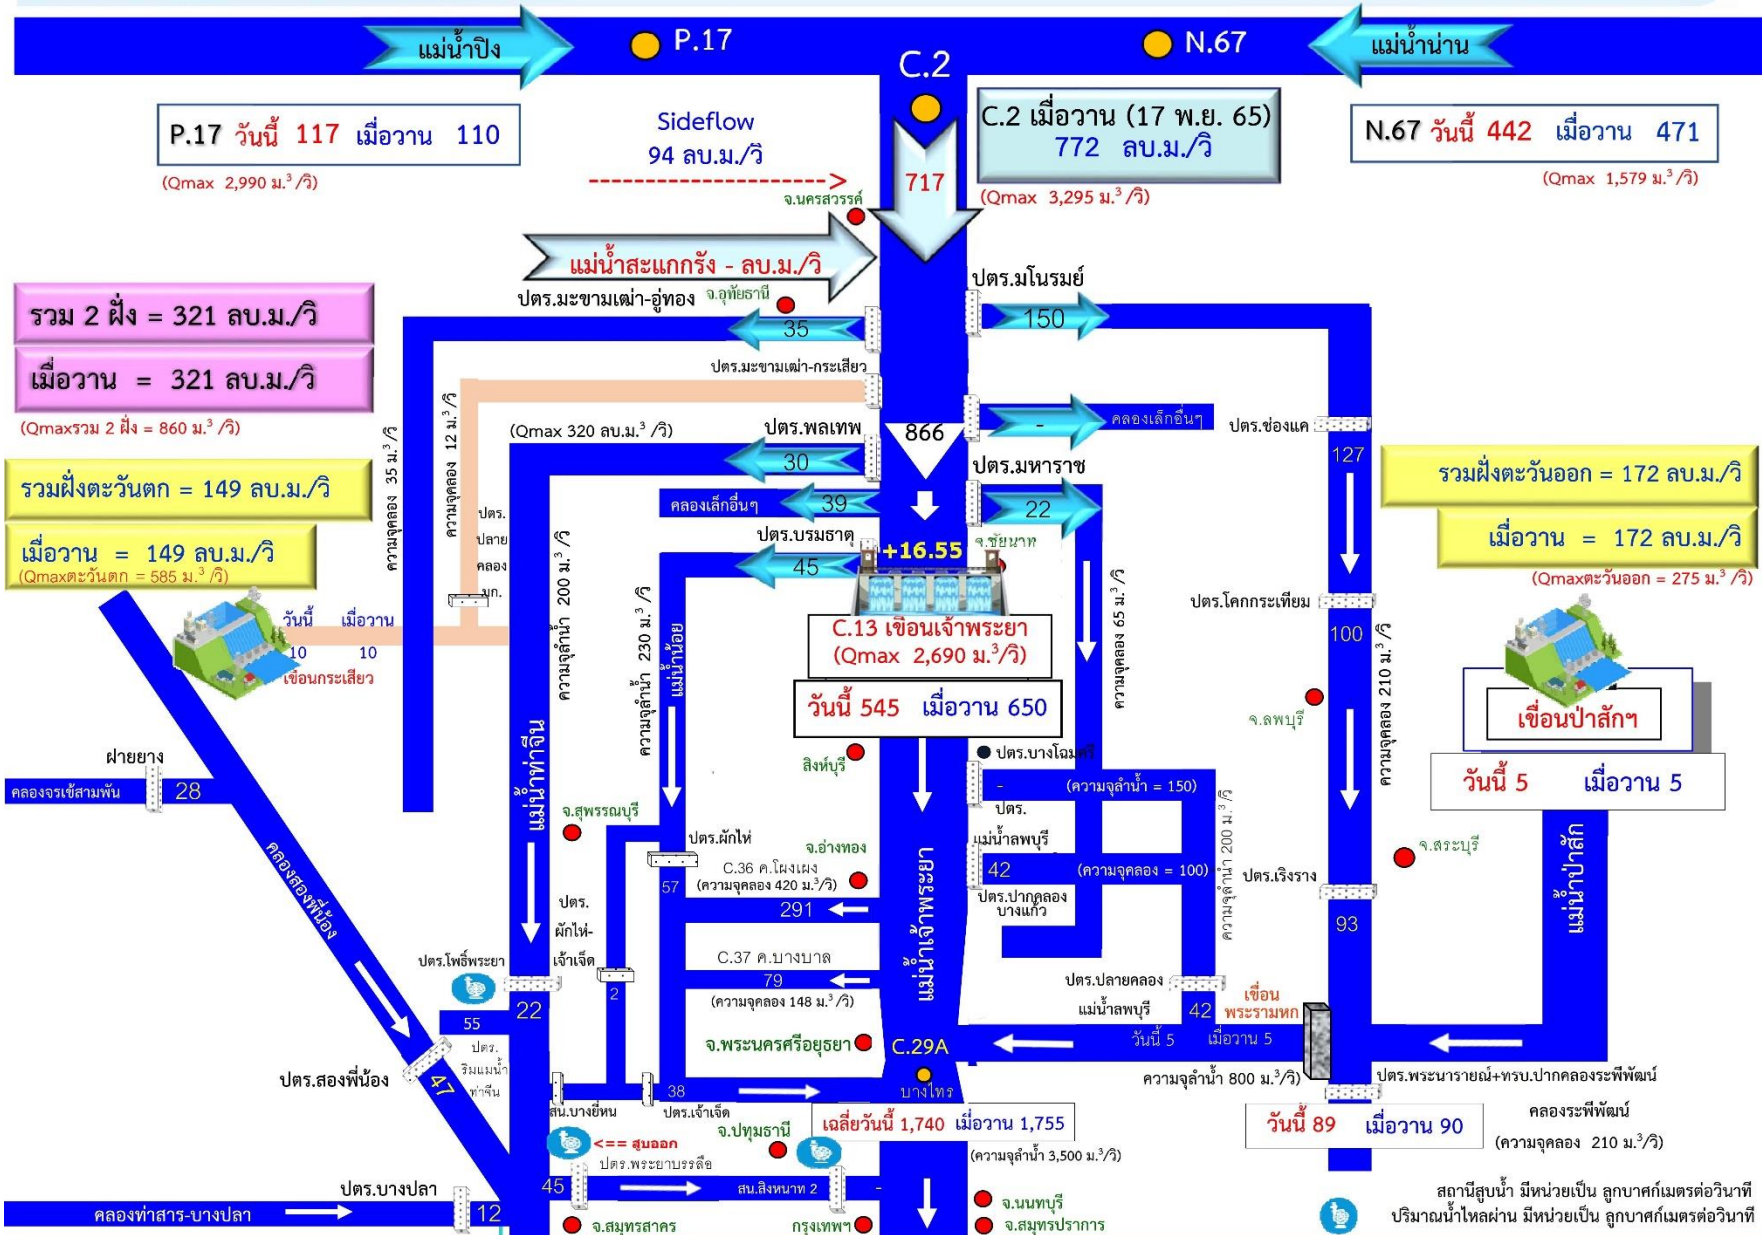 แม่น้ำปิง
P.17
C.2
N.67
แม่น้ำน่าน
P.17 วันนี้ 117 เมื่อวาน 110
(Qmax 2,990 ม.³/วิ)
Sideflow
94 ลบ.ม./วิ
C.2 เมื่อวาน (17 พ.ย. 65)
772 ลบ.ม./วิ
(Qmax 3,295 ม.³/วิ)
N.67 วันนี้ 442 เมื่อวาน 471
(Qmax 1,579 ม.³/วิ)
717
จ.นครสวรรค์
แม่น้ำสะแกกรัง - ลบ.ม./วิ
ปตร.มะขามเฒ่า-อู่ทอง
จ.อุทัยธานี
35
ปตร.มโนรมย์
150
รวม 2 ฝั่ง = 321 ลบ.ม./วิ
เมื่อวาน = 321 ลบ.ม./วิ
(Qmaxรวม 2 ฝั่ง = 860 ม.³/วิ)
ปตร.มะขามเฒ่า-กระเสียว
ความจุคลอง 35 ม.³/วิ
ความจุคลอง 12 ม.³/วิ
(Qmax 320 ลบ.ม.³ /วิ)
ปตร.พลเทพ
30
866
-
คลองเล็กอื่นๆ
ปตร.ช่องแค
127
รวมฝั่งตะวันตก = 149 ลบ.ม./วิ
เมื่อวาน = 149 ลบ.ม./วิ
(Qmaxตะวันตก = 585 ม.³ /วิ)
รวมฝั่งตะวันออก = 172 ลบ.ม./วิ
เมื่อวาน = 172 ลบ.ม./วิ
(Qmaxตะวันออก = 275 ม.³ /วิ)
ปตร.
ปลาย
คลอง
มก.
คลองเล็กอื่นๆ
39
ปตร.มหาราช
22
ปตร.บรมธาตุ
45
+16.55
จ.ชัยนาท
C.13 เขื่อนเจ้าพระยา
(Qmax 2,690 ม.³/วิ)
วันนี้ 545 เมื่อวาน 650
วันนี้ เมื่อวาน
10 10
เขื่อนกระเสียว
ความจุลำน้ำ 200 ม.³/วิ
ความจุลำน้ำ 230 ม.³ /วิ
แม่น้ำน้อย
ความจุคลอง 65 ม.³/วิ
ปตร.โคกกระเทียม
100
ความจุคลอง 210 ม.³/วิ
จ.ลพบุรี
เขื่อนป่าสักฯ
วันนี้ 5 เมื่อวาน 5
แม่น้ำป่าสัก
ฝายยาง
คลองจรเข้สามพัน
28
คลองสองพี่น้อง
แม่น้ำท่าจีน
จ.สุพรรณบุรี
สิงห์บุรี
ปตร.บางโฉมศรี
-
(ความจุลำน้ำ = 150)
ปตร.
แม่น้ำลพบุรี
42
(ความจุคลอง = 100)
ความจุลำน้ำ 200 ม.³/วิ
ปตร.ปากคลอง
บางแก้ว
ปตร.ผักไห่
57
จ.อ่างทอง
C.36 ค.โผงเผง
(ความจุคลอง 420 ม.³/วิ)
291
จ.สระบุรี
ปตร.เริงราง
93
ปตร.
ผักไห่-
เจ้าเจ็ด
2
C.37 ค.บางบาล
79
(ความจุคลอง 148 ม.³/วิ)
แม่น้ำเจ้าพระยา
ปตร.โพธิ์พระยา
22
55
ปตร.
ริมแม่น้ำ
ท่าจีน
ปตร.ปลายคลอง
แม่น้ำลพบุรี
42
เขื่อน
พระรามหก
วันนี้ 5 เมื่อวาน 5
ความจุลำน้ำ 800 ม.³/วิ)
จ.พระนครศรีอยุธยา
C.29A
บางไทร
ปตร.สองพี่น้อง
47
สน.บางยี่หน
38
ปตร.เจ้าเจ็ด
ปตร.พระนารายณ์+ทรบ.ปากคลองระพีพัฒน์
วันนี้ 89 เมื่อวาน 90
คลองระพีพัฒน์
(ความจุคลอง 210 ม.³/วิ)
เฉลี่ยวันนี้ 1,740 เมื่อวาน 1,755
(ความจุลำน้ำ 3,500 ม.³/วิ)
<== สูบออก
จ.ปทุมธานี
ปตร.พระยาบรรลือ
45
สน.สิงหนาท 2
-
ปตร.บางปลา
คลองท่าสาร-บางปลา
12
จ.สมุทรสาคร
กรุงเทพฯ
จ.นนทบุรี
จ.สมุทรปราการ
สถานีสูบน้ำ มีหน่วยเป็น ลูกบาศก์เมตรต่อวินาที
ปริมาณน้ำไหลผ่าน มีหน่วยเป็น ลูกบาศก์เมตรต่อวินาที